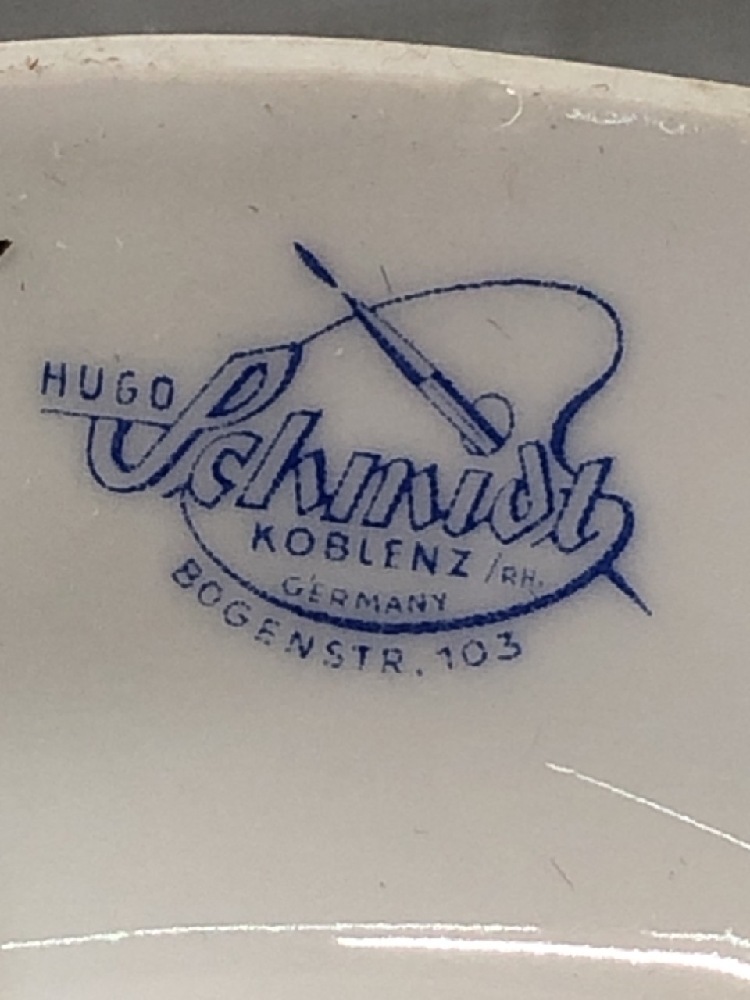 HUGO
Schmidt
KOBLENZ /RH.
GERMANY
BOGENSTR. 103